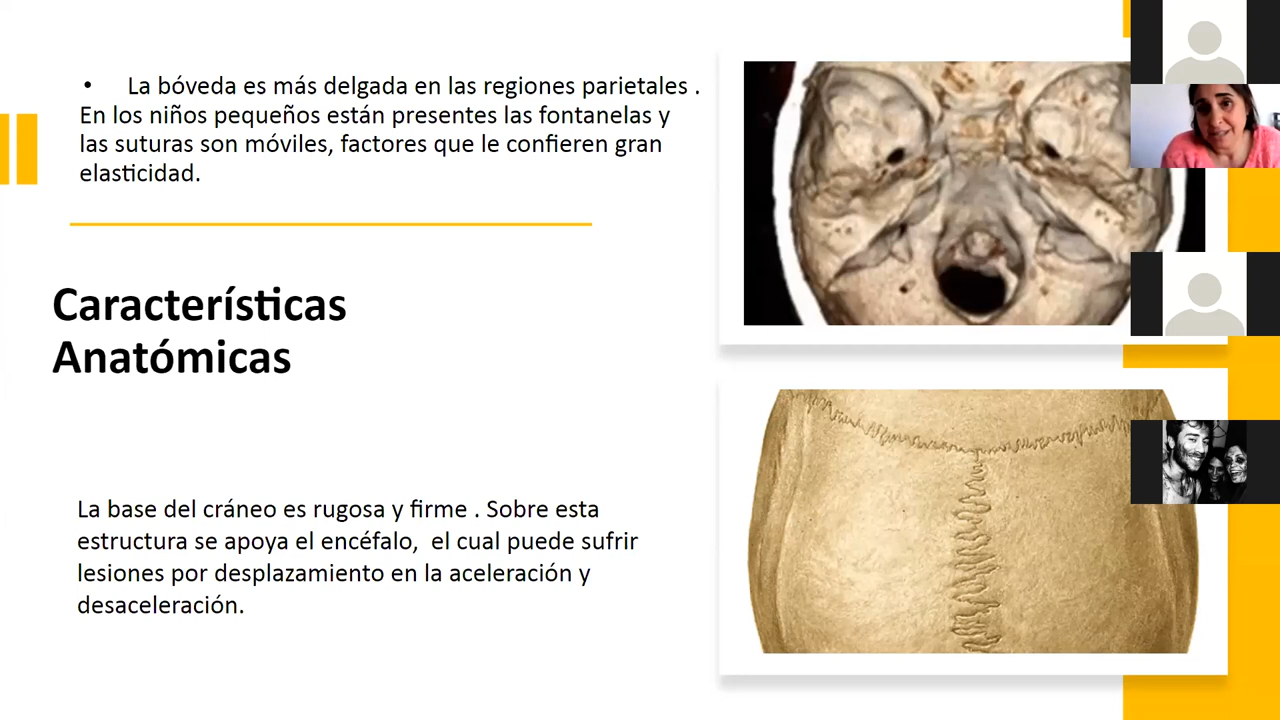 • La bóveda es más delgada en las regiones parietales .
En los niños pequeños están presentes las fontanelas y
las suturas son móviles, factores que le confieren gran
elasticidad.
Características
Anatómicas
La base del cráneo es rugosa y firme . Sobre esta
estructura se apoya el encéfalo,  el cual puede sufrir
lesiones por desplazamiento en la aceleración y
desaceleración.